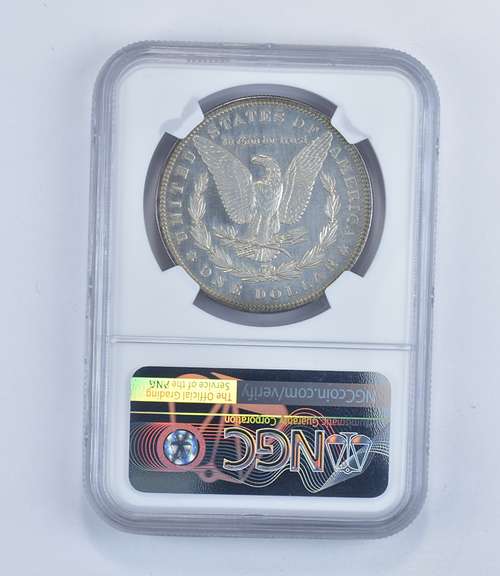 UNITED STATES OF AMERICA
In God we trust
ONE DOLLAR
NGCcoin.com/verify
The Official Grading
Service of the PNG
Numismatic Guaranty Corporation
NGC